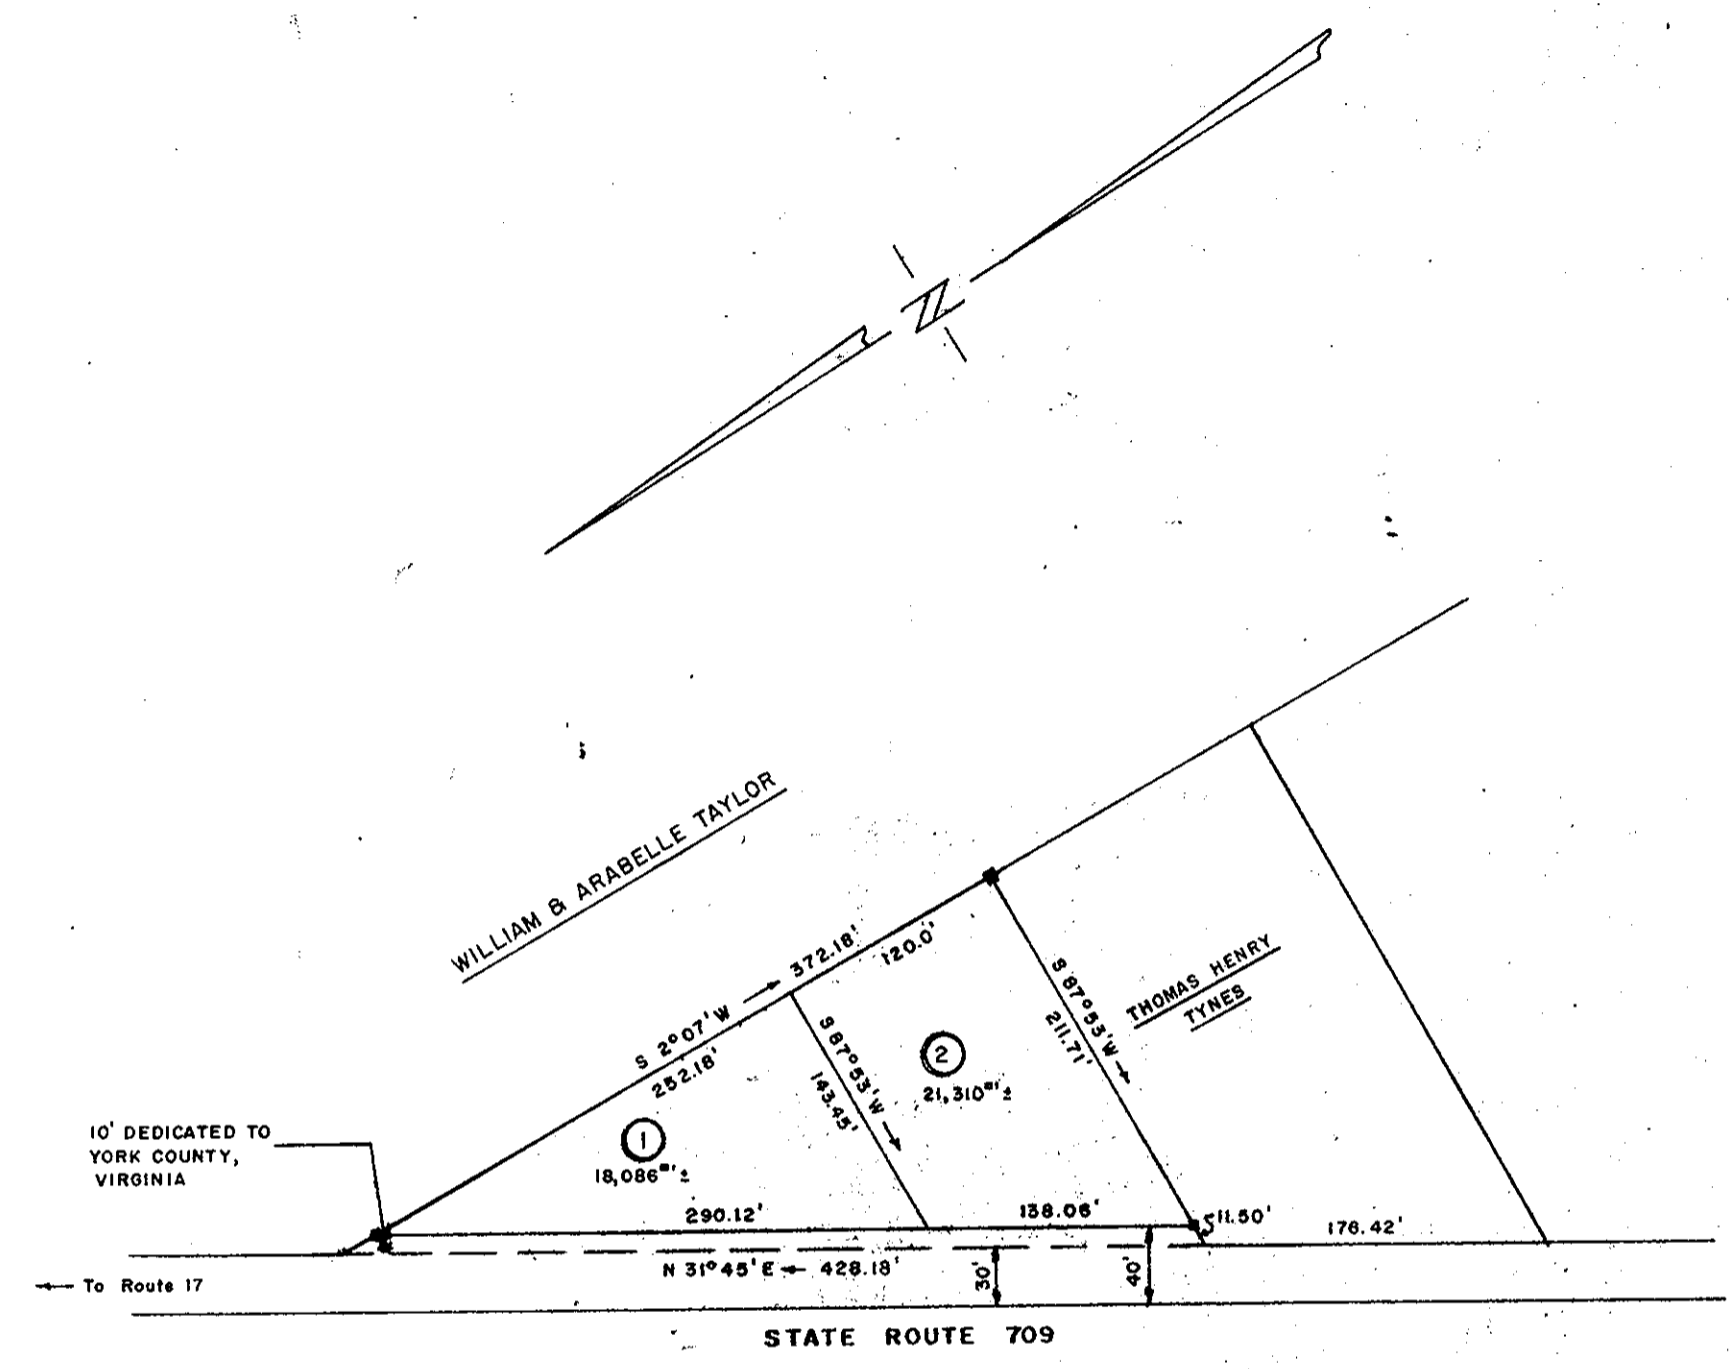 N
WILLIAM & ARABELLE TAYLOR
S 2°07'W → 372.18'
252.18'
120.0'
S 87°53'W →
143.45'
S 87°53'W →
211.71'
THOMAS HENRY
TYNES
1
18,086 ±
2
21,310 ±
10' DEDICATED TO
YORK COUNTY,
VIRGINIA
290.12'
138.06'
11.50'
176.42'
N 31°45'E ← 428.18'
30'
40'
← To Route 17
STATE ROUTE 709